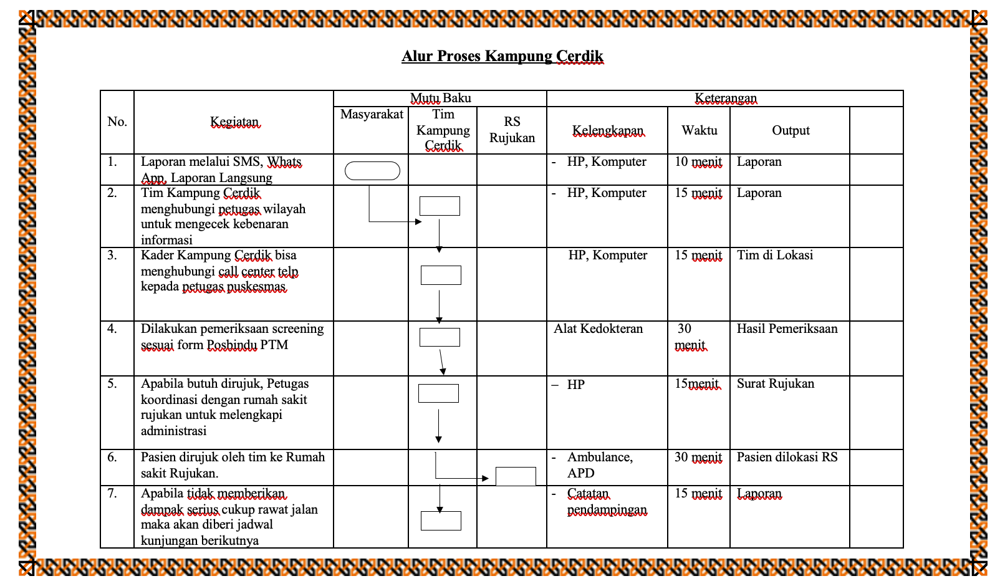 Alur Proses Kampung Cerdik
No.
Kegiatan
Mutu Baku
Keterangan
Masyarakat
Tim
Kampung
Cerdik
RS
Rujukan
Kelengkapan
Waktu
Output
1.
Laporan melalui SMS, Whats
App, Laporan Langsung
- HP, Komputer
10 menit
Laporan
2.
Tim Kampung Cerdik
menghubungi petugas wilayah
untuk mengecek kebenaran
informasi
- HP, Komputer
15 menit
Laporan
3.
Kader Kampung Cerdik bisa
menghubungi call center telp
kepada petugas puskesmas
HP, Komputer
15 menit
Tim di Lokasi
4.
Dilakukan pemeriksaan screening
sesuai form Posbindu PTM
Alat Kedokteran
30
menit
Hasil Pemeriksaan
5.
Apabila butuh dirujuk, Petugas
koordinasi dengan rumah sakit
rujukan untuk melengkapi
administrasi
– HP
15menit
Surat Rujukan
6.
Pasien dirujuk oleh tim ke Rumah
sakit Rujukan.
- Ambulance,
APD
30 menit
Pasien dilokasi RS
7.
Apabila tidak memberikan
dampak serius cukup rawat jalan
maka akan diberi jadwal
kunjungan berikutnya
- Catatan
pendampingan
15 menit
Laporan